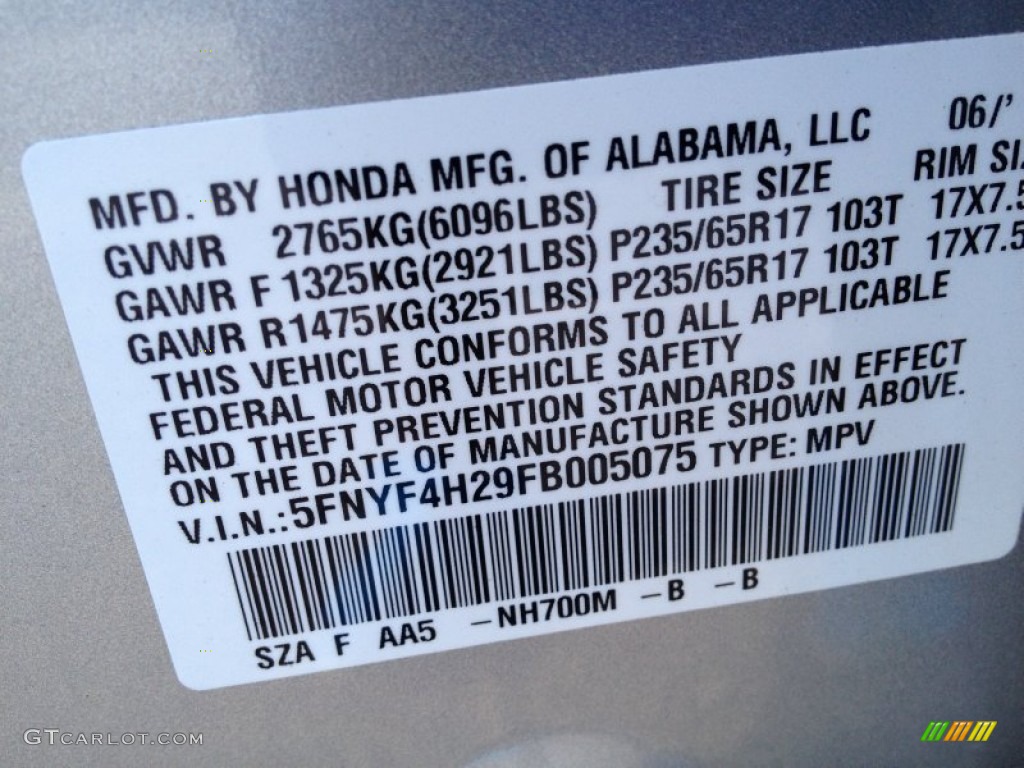 MFD. BY HONDA MFG. OF ALABAMA, LLC 06/'
GVWR 2765KG(6096LBS) TIRE SIZE RIM SIZ
GAWR F 1325KG(2921LBS) P235/65R17 103T 17X7.5
GAWR R1475KG(3251LBS) P235/65R17 103T 17X7.5
THIS VEHICLE CONFORMS TO ALL APPLICABLE
FEDERAL MOTOR VEHICLE SAFETY
AND THEFT PREVENTION STANDARDS IN EFFECT
ON THE DATE OF MANUFACTURE SHOWN ABOVE.
V.I.N.:5FNYF4H29FB005075 TYPE: MPV
SZA F AA5 -NH700M -B -B
GTCARLOT.COM